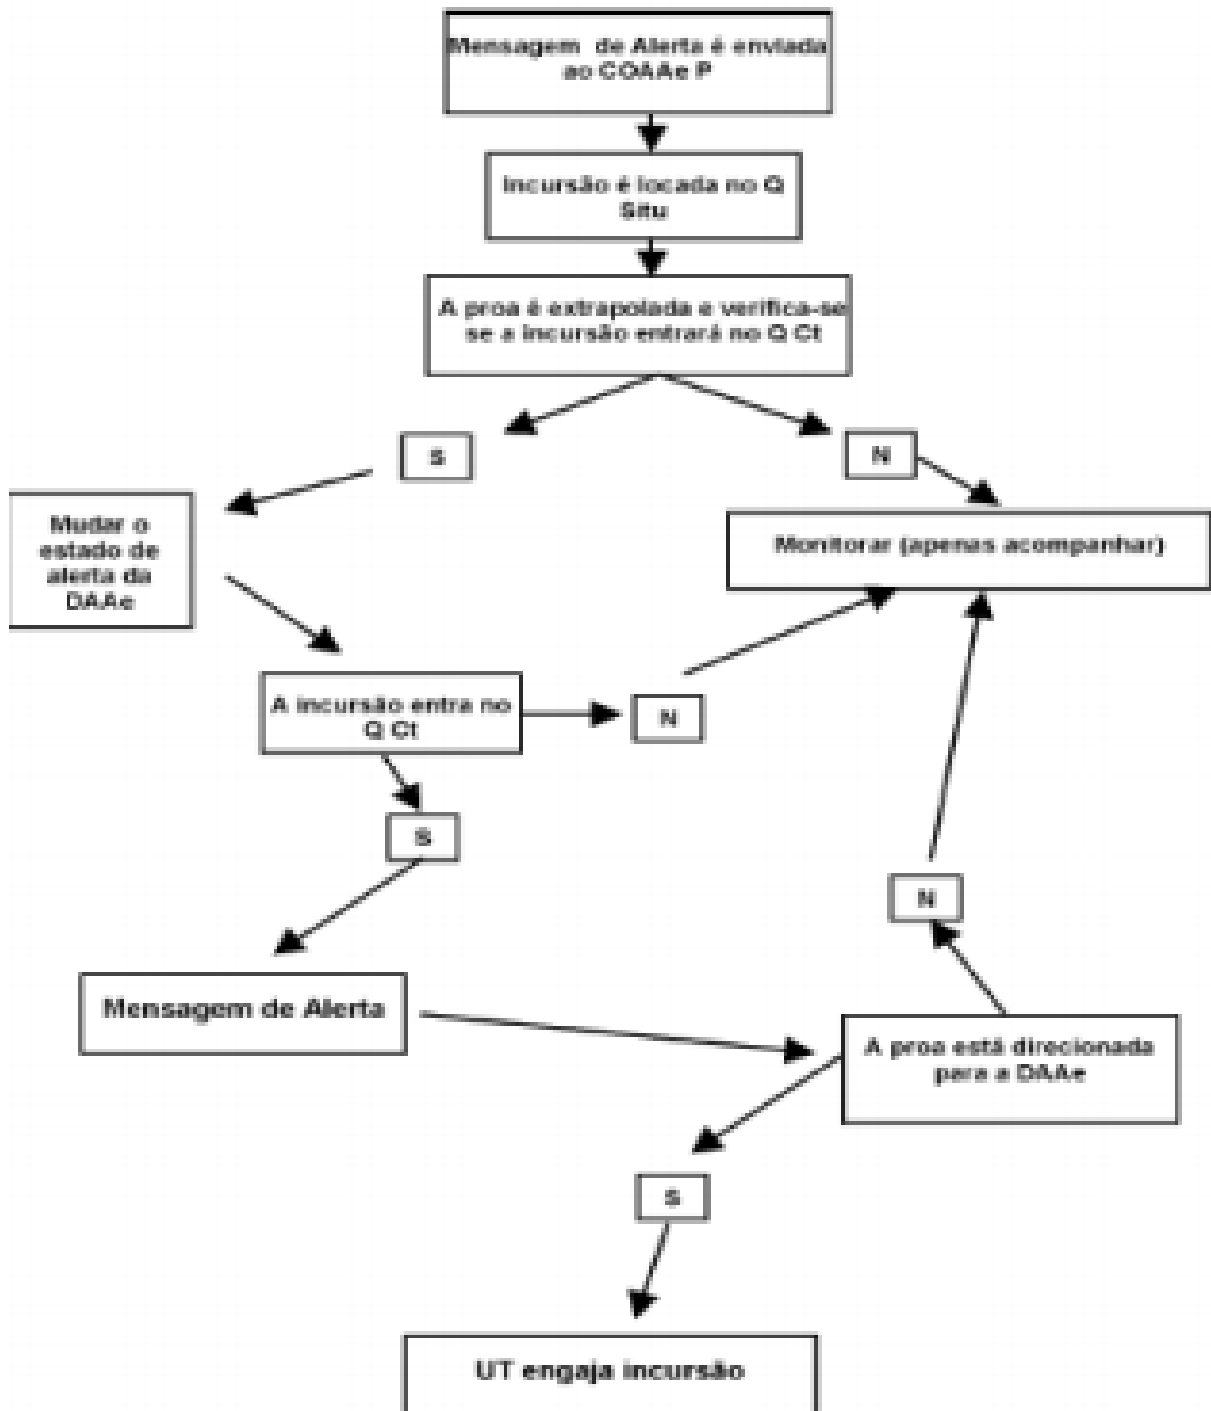 Mensagem de Alerta é enviada
ao COAAe P
Incursão é locada no Q
Situ
A proa é extrapolada e verifica-se
se a incursão entrará no Q Ct
S
N
Mudar o
estado de
alerta da
DAAe
Monitorar (apenas acompanhar)
A incursão entra no
Q Ct
N
S
N
Mensagem de Alerta
A proa está direcionada
para a DAAe
S
UT engaja incursão